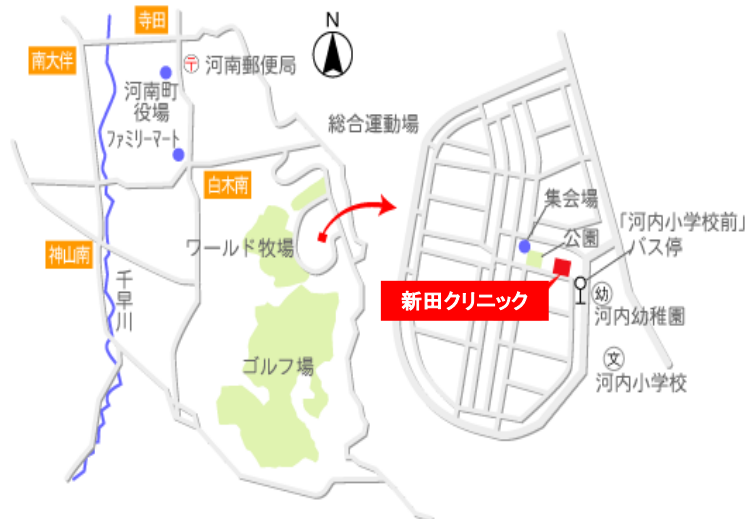 寺田
N
南大伴
〒
河南郵便局
河南町
役場
ファミリーマート
総合運動場
白木南
集会場
「河内小学校前」
バス停
公園
ワールド牧場
神山南
千早川
新田クリニック
幼
河内幼稚園
ゴルフ場
文
河内小学校